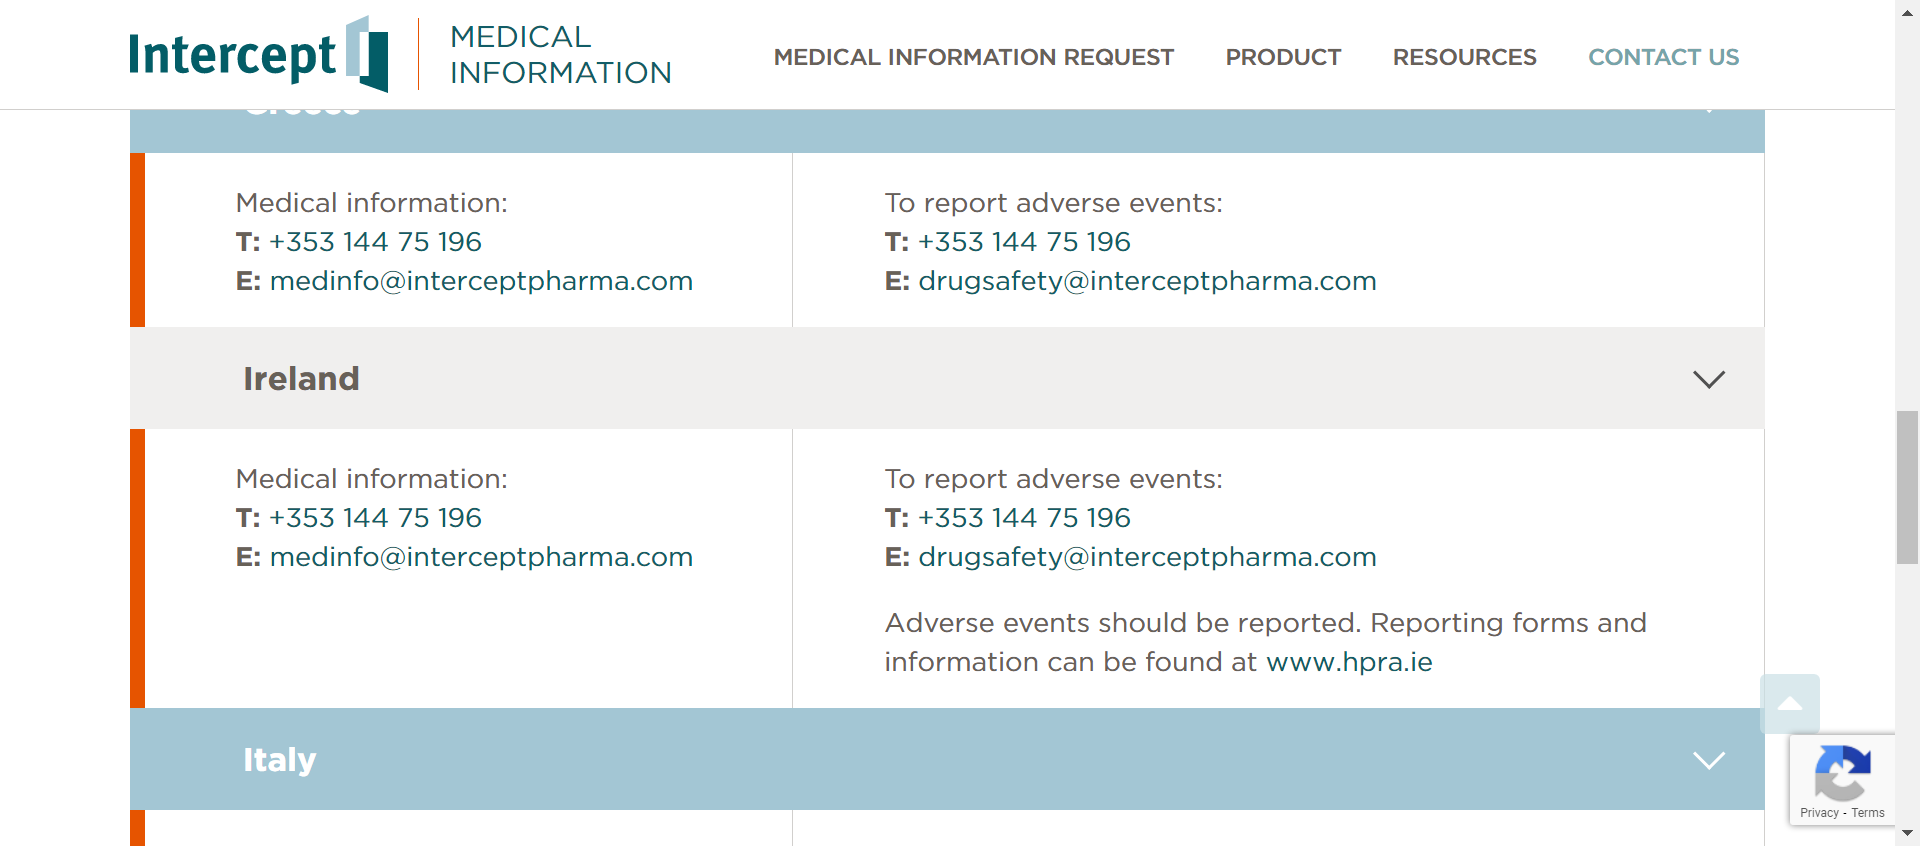 Intercept
MEDICAL
INFORMATION
MEDICAL INFORMATION REQUEST
PRODUCT
RESOURCES
CONTACT US
Medical information:
T: +353 144 75 196
E: medinfo@interceptpharma.com
To report adverse events:
T: +353 144 75 196
E: drugsafety@interceptpharma.com
Ireland
Medical information:
T: +353 144 75 196
E: medinfo@interceptpharma.com
To report adverse events:
T: +353 144 75 196
E: drugsafety@interceptpharma.com
Adverse events should be reported. Reporting forms and
information can be found at www.hpra.ie
Italy
Privacy - Terms